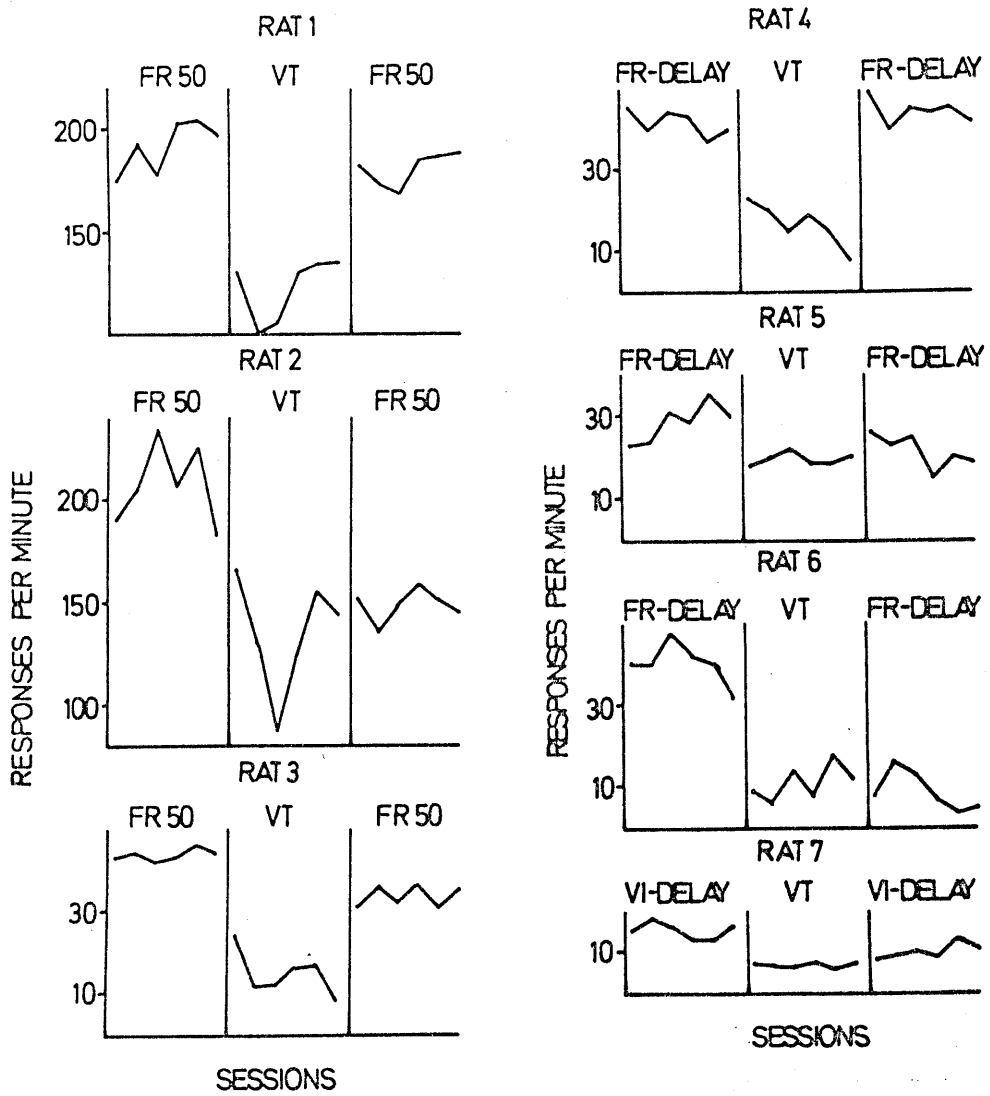 RAT 1
FR 50 VT FR 50
200
150
RAT 2
FR 50 VT FR 50
200
150
100
RAT 3
FR 50 VT FR 50
30
10
RESPONSES PER MINUTE
SESSIONS
RAT 4
FR-DELAY VT FR-DELAY
30
10
RAT 5
FR-DELAY VT FR-DELAY
30
10
RAT 6
FR-DELAY VT FR-DELAY
30
10
RAT 7
VI-DELAY VT VI-DELAY
10
RESPONSES PER MINUTE
SESSIONS